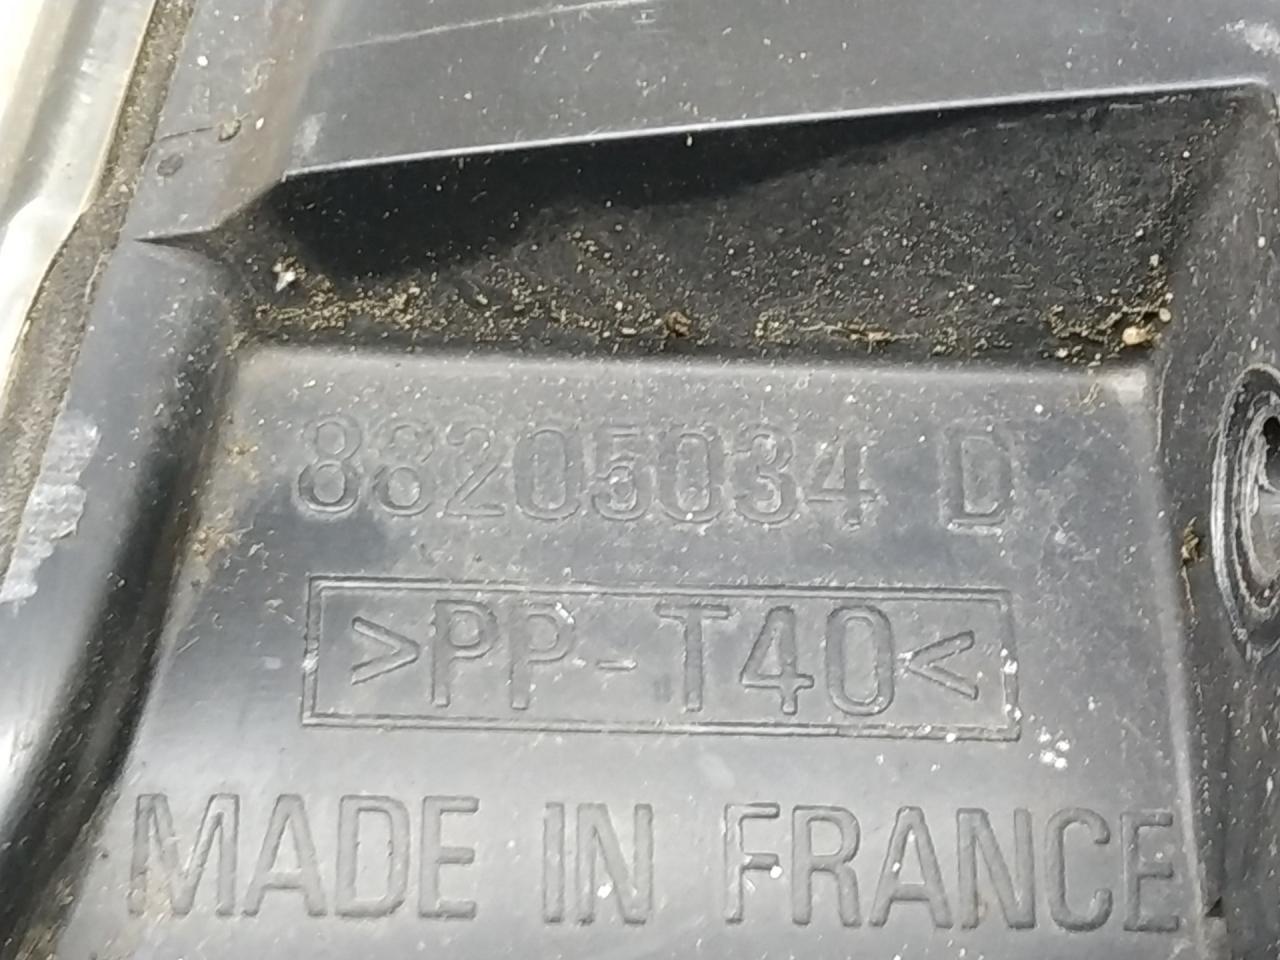 88205034 D
>PP-T40<
MADE IN FRANCE